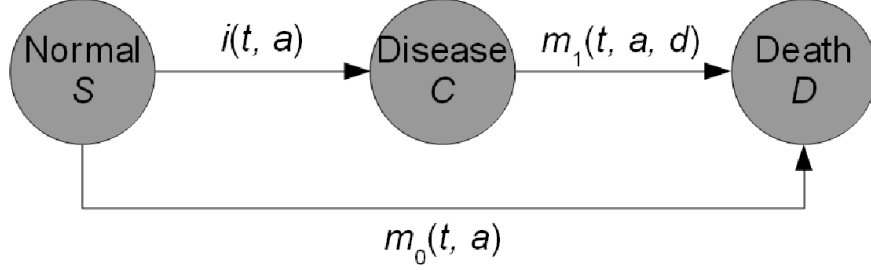 Normal
S
i(t, a)
Disease
C
m₁(t, a, d)
Death
D
m₀(t, a)